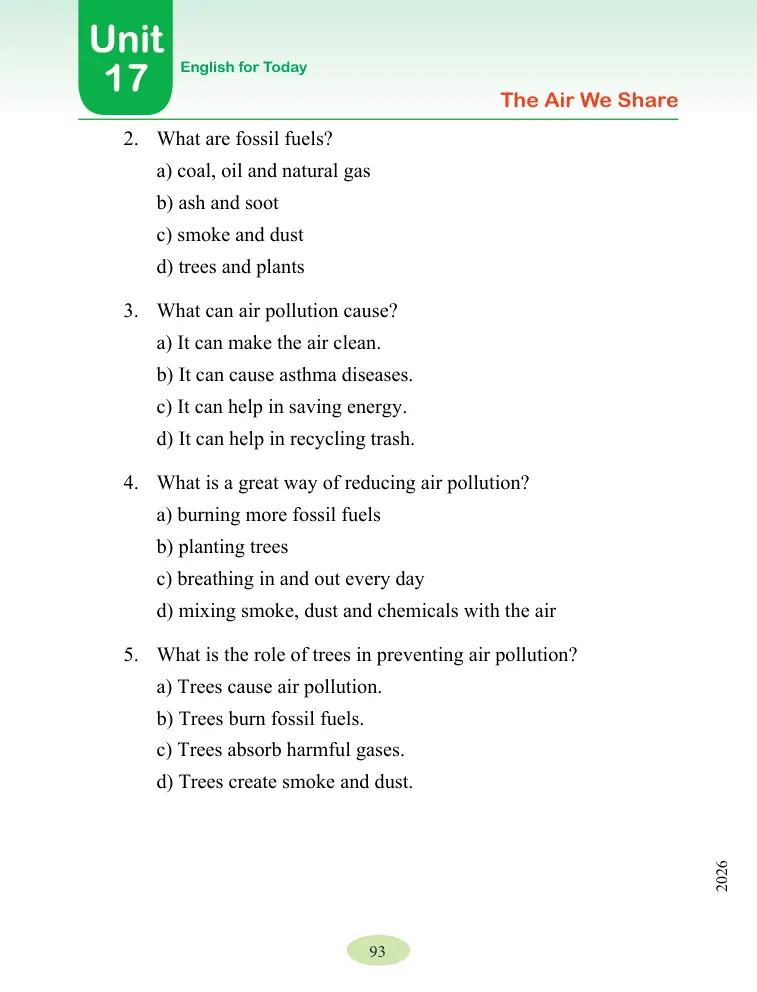 Unit
17
English for Today
The Air We Share
2. What are fossil fuels?
a) coal, oil and natural gas
b) ash and soot
c) smoke and dust
d) trees and plants
3. What can air pollution cause?
a) It can make the air clean.
b) It can cause asthma diseases.
c) It can help in saving energy.
d) It can help in recycling trash.
4. What is a great way of reducing air pollution?
a) burning more fossil fuels
b) planting trees
c) breathing in and out every day
d) mixing smoke, dust and chemicals with the air
5. What is the role of trees in preventing air pollution?
a) Trees cause air pollution.
b) Trees burn fossil fuels.
c) Trees absorb harmful gases.
d) Trees create smoke and dust.
2026
93